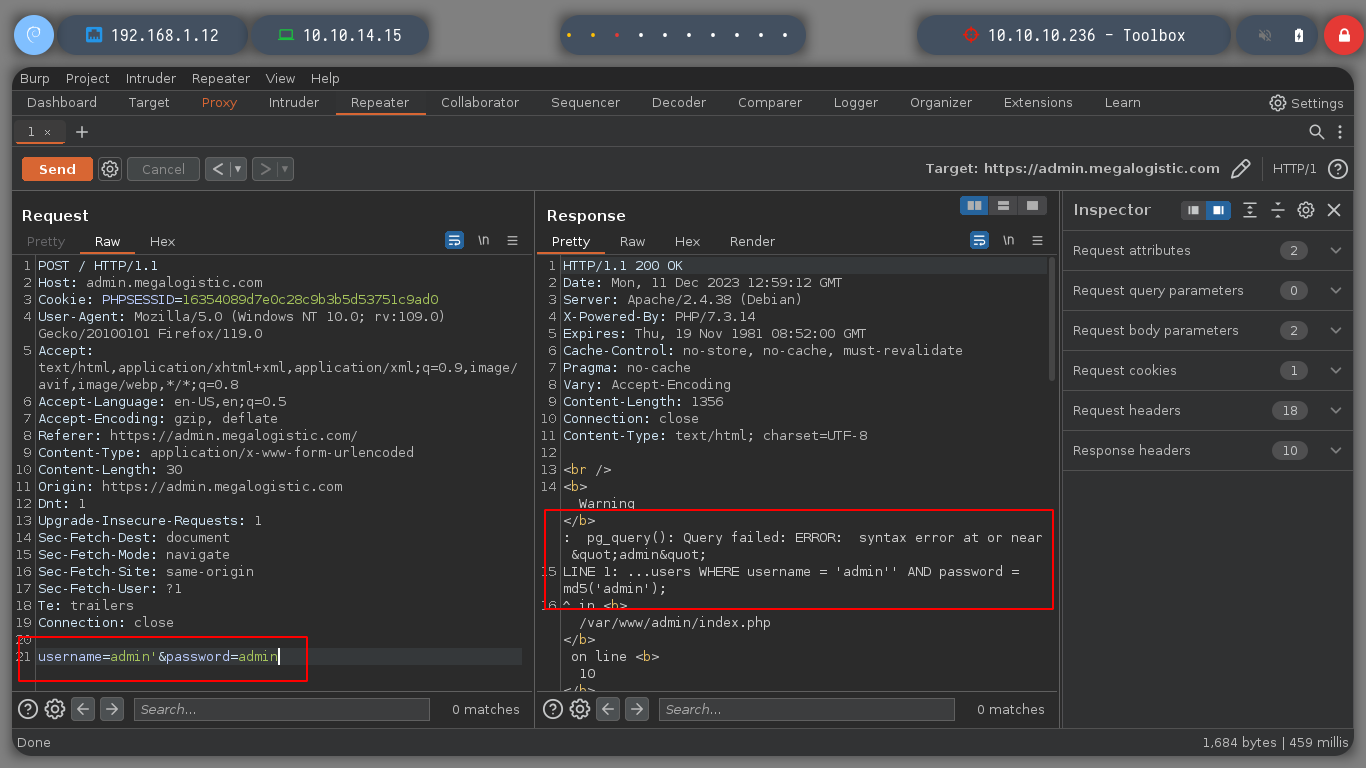 192.168.1.12
10.10.14.15
10.10.10.236 - Toolbox
Burp Project Intruder Repeater View Help
Dashboard Target Proxy Intruder Repeater Collaborator Sequencer Decoder Comparer Logger Organizer Extensions Learn Settings
1 × +
Send Cancel < >
Target: https://admin.megalogistic.com HTTP/1 ?
Request
Pretty Raw Hex \n
1 POST / HTTP/1.1
2 Host: admin.megalogistic.com
3 Cookie: PHPSESSID=16354089d7e0c28c9b3b5d53751c9ad0
4 User-Agent: Mozilla/5.0 (Windows NT 10.0; rv:109.0)
Gecko/20100101 Firefox/119.0
5 Accept:
text/html,application/xhtml+xml,application/xml;q=0.9,image/
avif,image/webp,*/*;q=0.8
6 Accept-Language: en-US,en;q=0.5
7 Accept-Encoding: gzip, deflate
8 Referer: https://admin.megalogistic.com/
9 Content-Type: application/x-www-form-urlencoded
10 Content-Length: 30
11 Origin: https://admin.megalogistic.com
12 Dnt: 1
13 Upgrade-Insecure-Requests: 1
14 Sec-Fetch-Dest: document
15 Sec-Fetch-Mode: navigate
16 Sec-Fetch-Site: same-origin
17 Sec-Fetch-User: ?1
18 Te: trailers
19 Connection: close
20
21 username=admin'&password=admin
? Search... 0 matches
Response
Pretty Raw Hex Render \n
1 HTTP/1.1 200 OK
2 Date: Mon, 11 Dec 2023 12:59:12 GMT
3 Server: Apache/2.4.38 (Debian)
4 X-Powered-By: PHP/7.3.14
5 Expires: Thu, 19 Nov 1981 08:52:00 GMT
6 Cache-Control: no-store, no-cache, must-revalidate
7 Pragma: no-cache
8 Vary: Accept-Encoding
9 Content-Length: 1356
10 Connection: close
11 Content-Type: text/html; charset=UTF-8
12
13 <br />
14 <b>
Warning
</b>
:  pg_query(): Query failed: ERROR:  syntax error at or near
&quot;admin&quot;
15 LINE 1: ...users WHERE username = 'admin'' AND password =
md5('admin');
16 ^ in <b>
/var/www/admin/index.php
</b>
on line <b>
10
</b>
? Search... 0 matches
Inspector
Request attributes 2
Request query parameters 0
Request body parameters 2
Request cookies 1
Request headers 18
Response headers 10
Done
1,684 bytes | 459 millis